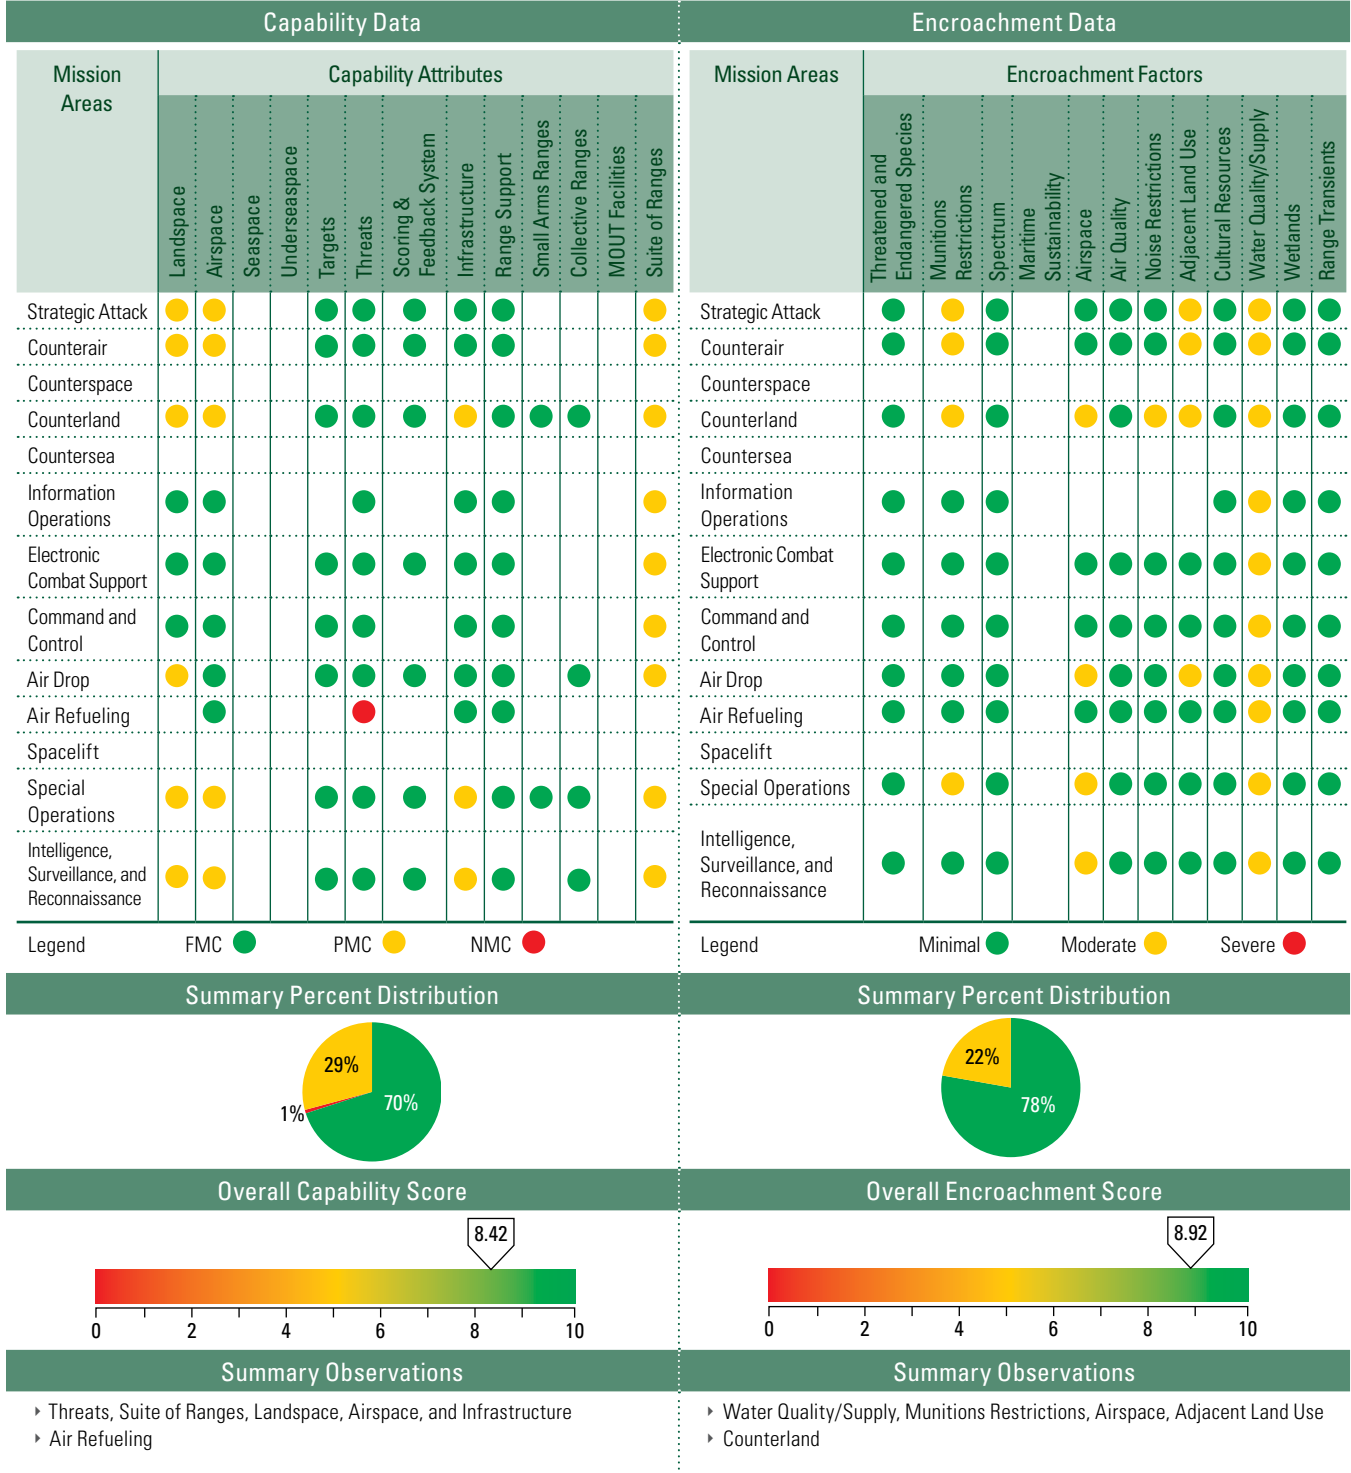 Capability Data
Mission
Areas
Capability Attributes
Landspace
Airspace
Seaspace
Underseaspace
Targets
Threats
Scoring &
Feedback System
Infrastructure
Range Support
Small Arms Ranges
Collective Ranges
MOUT Facilities
Suite of Ranges
Strategic Attack
Counterair
Counterspace
Counterland
Countersea
Information
Operations
Electronic
Combat Support
Command and
Control
Air Drop
Air Refueling
Spacelift
Special
Operations
Intelligence,
Surveillance, and
Reconnaissance
Legend
FMC
PMC
NMC
Summary Percent Distribution
29%
1%
70%
Overall Capability Score
8.42
0 2 4 6 8 10
Summary Observations
‣ Threats, Suite of Ranges, Landspace, Airspace, and Infrastructure
‣ Air Refueling
Encroachment Data
Mission Areas
Encroachment Factors
Threatened and
Endangered Species
Munitions
Restrictions
Spectrum
Maritime
Sustainability
Airspace
Air Quality
Noise Restrictions
Adjacent Land Use
Cultural Resources
Water Quality/Supply
Wetlands
Range Transients
Strategic Attack
Counterair
Counterspace
Counterland
Countersea
Information
Operations
Electronic Combat
Support
Command and
Control
Air Drop
Air Refueling
Spacelift
Special Operations
Intelligence,
Surveillance, and
Reconnaissance
Legend
Minimal
Moderate
Severe
Summary Percent Distribution
22%
78%
Overall Encroachment Score
8.92
0 2 4 6 8 10
Summary Observations
‣ Water Quality/Supply, Munitions Restrictions, Airspace, Adjacent Land Use
‣ Counterland